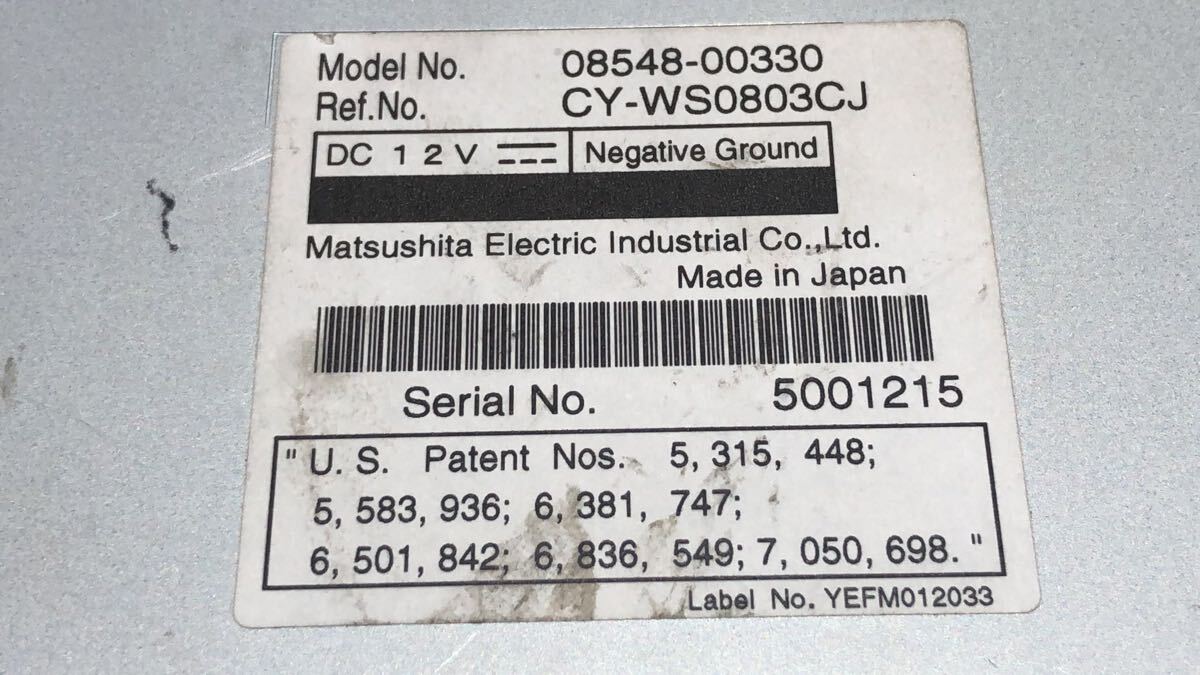 Model No. 08548-00330
Ref.No. CY-WS0803CJ
DC 12V Negative Ground
Matsushita Electric Industrial Co.,Ltd.
Made in Japan
Serial No. 5001215
"U. S. Patent Nos. 5, 315, 448;
5, 583, 936; 6, 381, 747;
6, 501, 842; 6, 836, 549; 7, 050, 698. "
Label No. YEFM012033